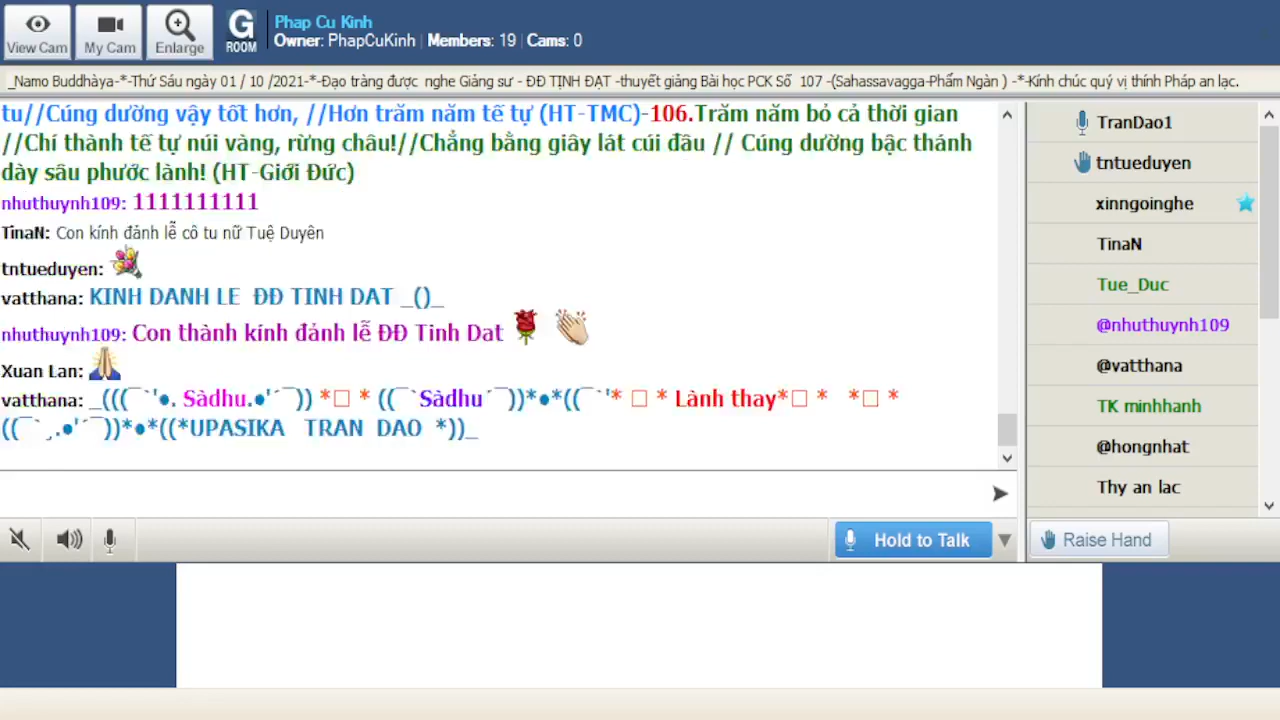 View Cam
My Cam
Enlarge
G
ROOM
Phap Cu Kinh
Owner: PhapCuKinh | Members: 19 | Cams: 0
_Namo Buddhàya-*-Thứ Sáu ngày 01 / 10 /2021-*-Đạo tràng được nghe Giảng sư - ĐĐ TỊNH ĐẠT -thuyết giảng Bài học PCK Số 107 -(Sahassavagga-Phẩm Ngàn ) -*-Kính chúc quý vị thính Pháp an lạc.
tu//Cúng dường vậy tốt hơn, //Hơn trăm năm tế tự (HT-TMC)-106.Trăm năm bỏ cả thời gian
//Chí thành tế tự núi vàng, rừng châu!//Chẳng bằng giây lát cúi đầu // Cúng dường bậc thánh
dày sâu phước lành! (HT-Giới Đức)
nhuthuynh109: 1111111111
TinaN: Con kính đảnh lễ cô tu nữ Tuệ Duyên
tntueduyen:
vatthana: KINH DANH LE ĐĐ TINH DAT _()_
nhuthuynh109: Con thành kính đảnh lễ ĐĐ Tinh Dat
Xuan Lan:
vatthana: _(((¯`'●. Sàdhu.●'´¯)) *□ * ((¯`Sàdhu´¯))*●*((¯`'* □ * Lành thay*□ * *□ *
((¯`¸.●'´¯))*●*((*UPASIKA TRAN DAO *))_
Hold to Talk
TranDao1
tntueduyen
xinngoinghe
TinaN
Tue_Duc
@nhuthuynh109
@vatthana
TK minhhanh
@hongnhat
Thy an lac
Raise Hand